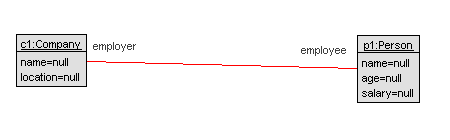 c1:Company
name=null
location=null
employer
employee
p1:Person
name=null
age=null
salary=null